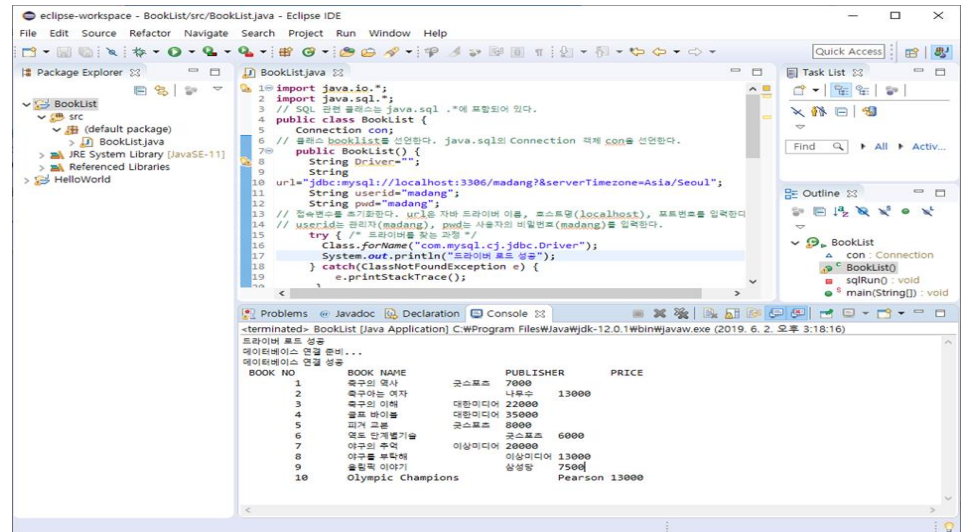 eclipse-workspace - BookList/src/BookList.java - Eclipse IDE
File Edit Source Refactor Navigate Search Project Run Window Help
Quick Access
Package Explorer
BookList
src
(default package)
BookList.java
JRE System Library [JavaSE-11]
Referenced Libraries
HelloWorld
BookList.java
1 import java.io.*;
2 import java.sql.*;
3 // SQL 관련 클래스는 java.sql .*에 포함되어 있다.
4 public class BookList {
5 Connection con;
6 // 클래스 booklist를 선언한다. java.sql의 Connection 객체 con을 선언한다.
7 public BookList() {
8 String Driver="";
9 String
10 url="jdbc:mysql://localhost:3306/madang?&serverTimezone=Asia/Seoul";
11 String userid="madang";
12 String pwd="madang";
13 // 접속변수를 초기화한다. url은 자바 드라이버 이름, 호스트명(localhost), 포트번호를 입력한다
14 // userid는 관리자(madang), pwd는 사용자의 비밀번호(madang)를 입력한다.
15 try { /* 드라이버를 찾는 과정 */
16 Class.forName("com.mysql.cj.jdbc.Driver");
17 System.out.println("드라이버 로드 성공");
18 } catch(ClassNotFoundException e) {
19 e.printStackTrace();
20 }
Task List
Find All Activ...
Outline
BookList
con : Connection
BookList()
sqlRun() : void
main(String[]) : void
Problems Javadoc Declaration Console
<terminated> BookList [Java Application] C:₩Program Files₩Java₩jdk-12.0.1₩bin₩javaw.exe (2019. 6. 2. 오후 3:18:16)
드라이버 로드 성공
데이터베이스 연결 준비...
데이터베이스 연결 성공
BOOK NO BOOK NAME PUBLISHER PRICE
1 축구의 역사 굿스포츠 7000
2 축구아는 여자 나무수 13000
3 축구의 이해 대한미디어 22000
4 골프 바이블 대한미디어 35000
5 피겨 교본 굿스포츠 8000
6 역도 단계별기술 굿스포츠 6000
7 야구의 추억 이상미디어 20000
8 야구를 부탁해 이상미디어 13000
9 올림픽 이야기 삼성당 7500
10 Olympic Champions Pearson 13000